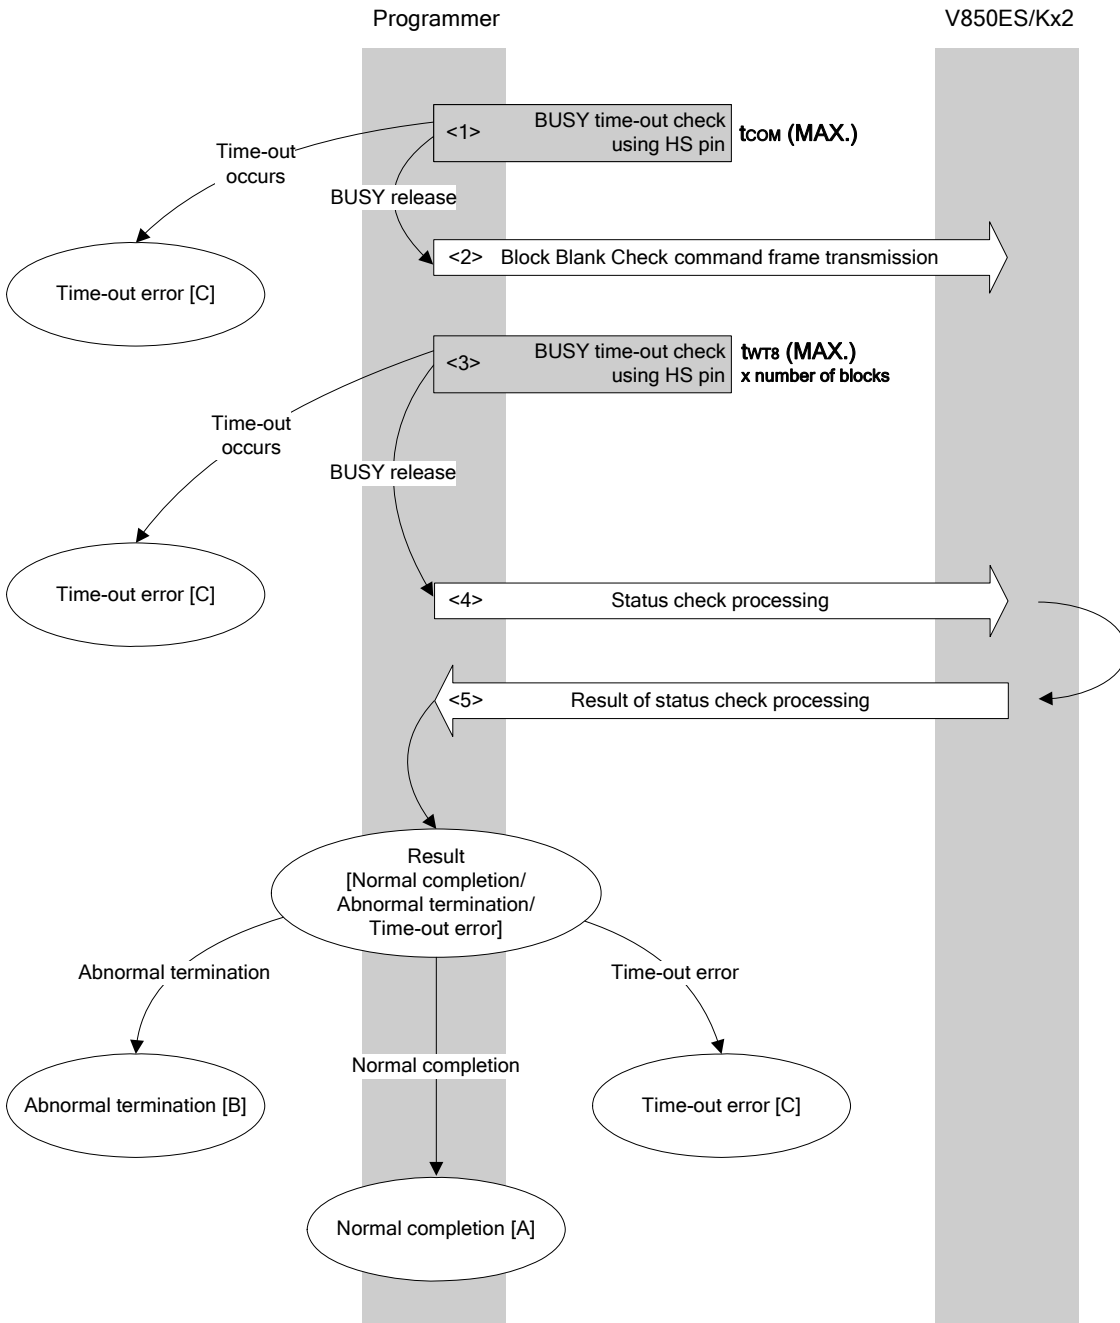 Programmer
V850ES/Kx2
<1>
BUSY time-out check
using HS pin
tCOM (MAX.)
Time-out
occurs
BUSY release
<2> Block Blank Check command frame transmission
Time-out error [C]
<3>
BUSY time-out check
using HS pin
tWT8 (MAX.)
x number of blocks
Time-out
occurs
BUSY release
Time-out error [C]
<4> Status check processing
<5> Result of status check processing
Result
[Normal completion/
Abnormal termination/
Time-out error]
Abnormal termination
Time-out error
Normal completion
Abnormal termination [B]
Time-out error [C]
Normal completion [A]